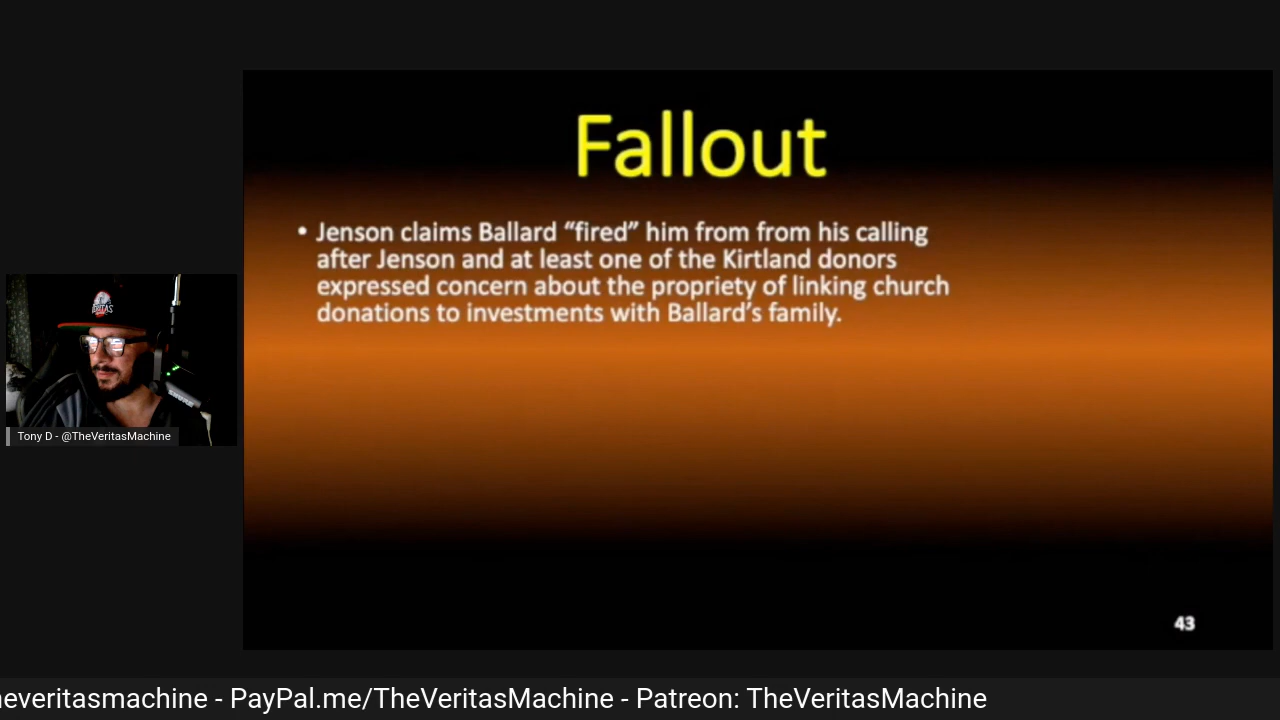 Fallout
• Jenson claims Ballard “fired” him from from his calling
after Jenson and at least one of the Kirtland donors
expressed concern about the propriety of linking church
donations to investments with Ballard’s family.
43
Tony D - @TheVeritasMachine
everitasmachine - PayPal.me/TheVeritasMachine - Patreon: TheVeritasMachine